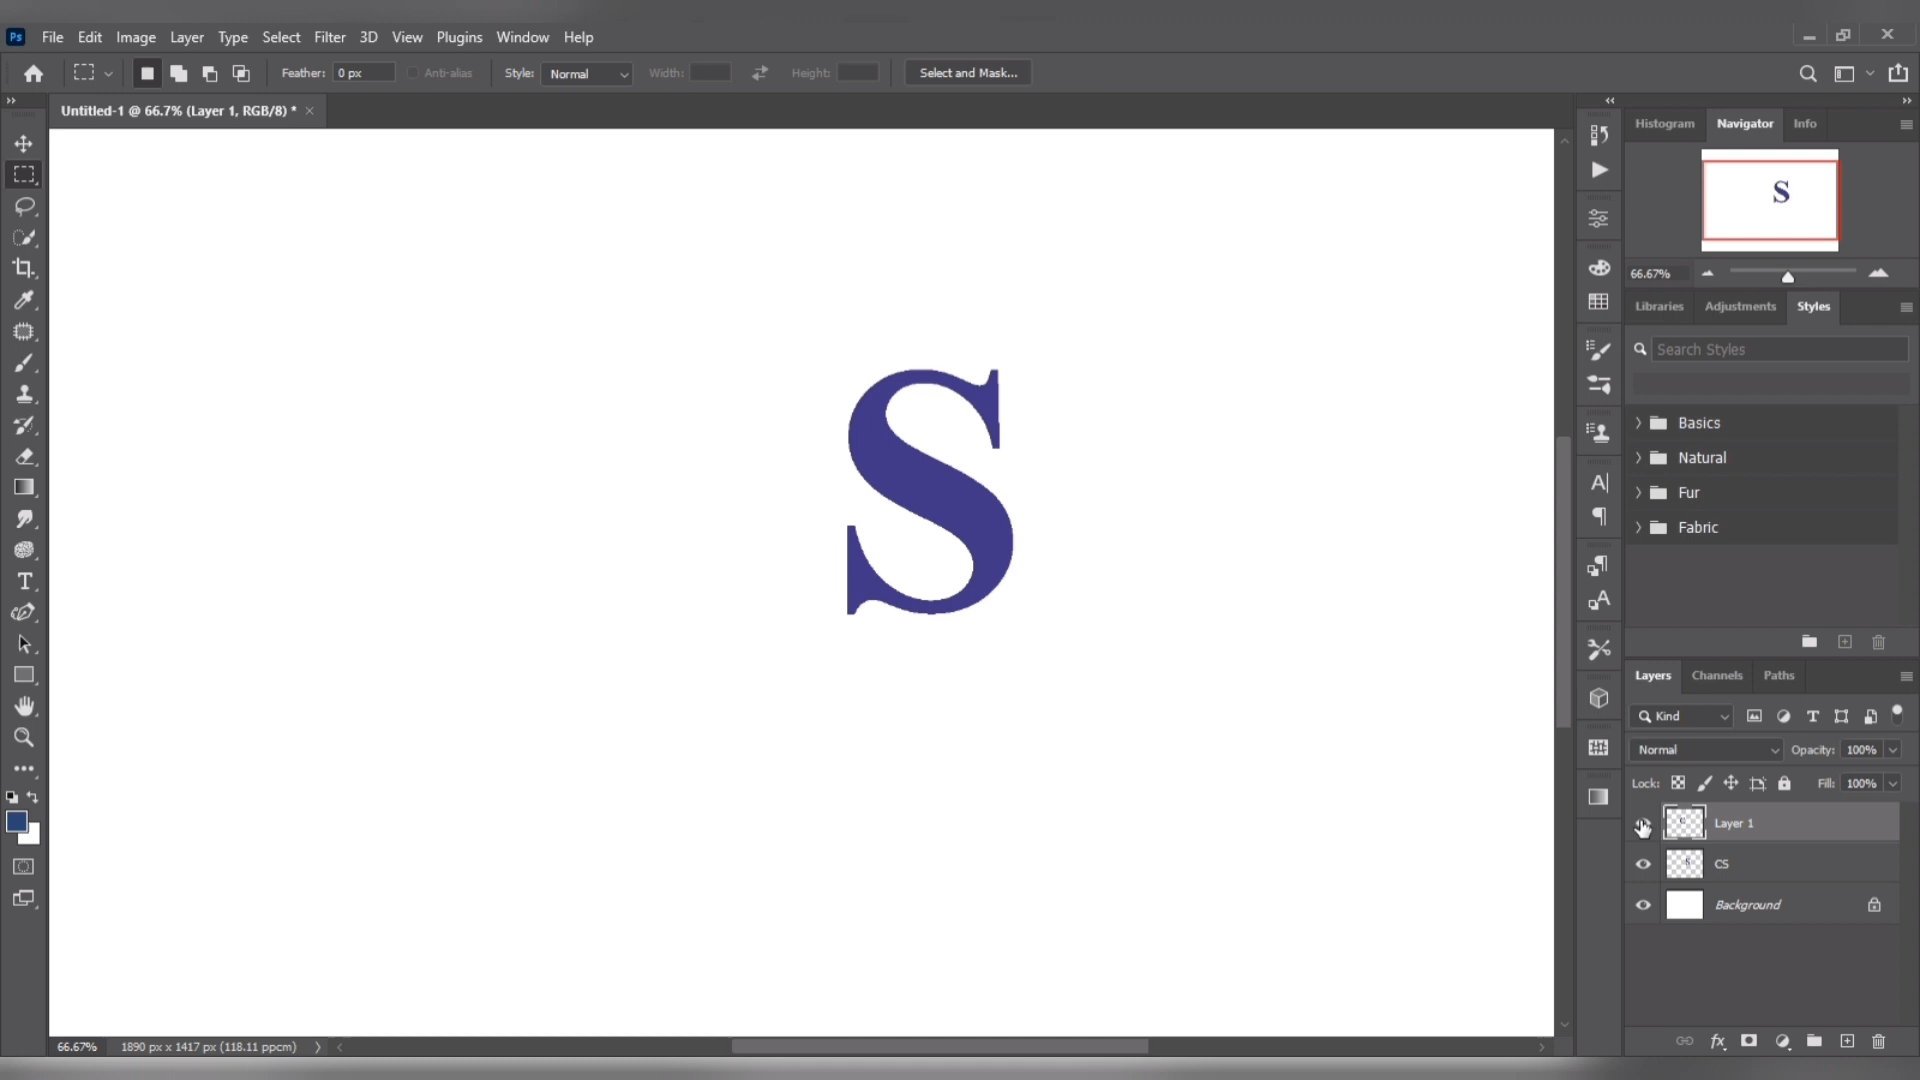 Ps File Edit Image Layer Type Select Filter 3D View Plugins Window Help
Feather: 0 px Anti-alias Style: Normal Width: Height: Select and Mask...
Untitled-1 @ 66.7% (Layer 1, RGB/8) *
Histogram Navigator Info
S
66.67%
Libraries Adjustments Styles
Search Styles
Basics
Natural
Fur
Fabric
S
Layers Channels Paths
Kind
Normal Opacity: 100%
Lock: Fill: 100%
Layer 1
CS
Background
66.67% 1890 px x 1417 px (118.11 ppcm)
fx